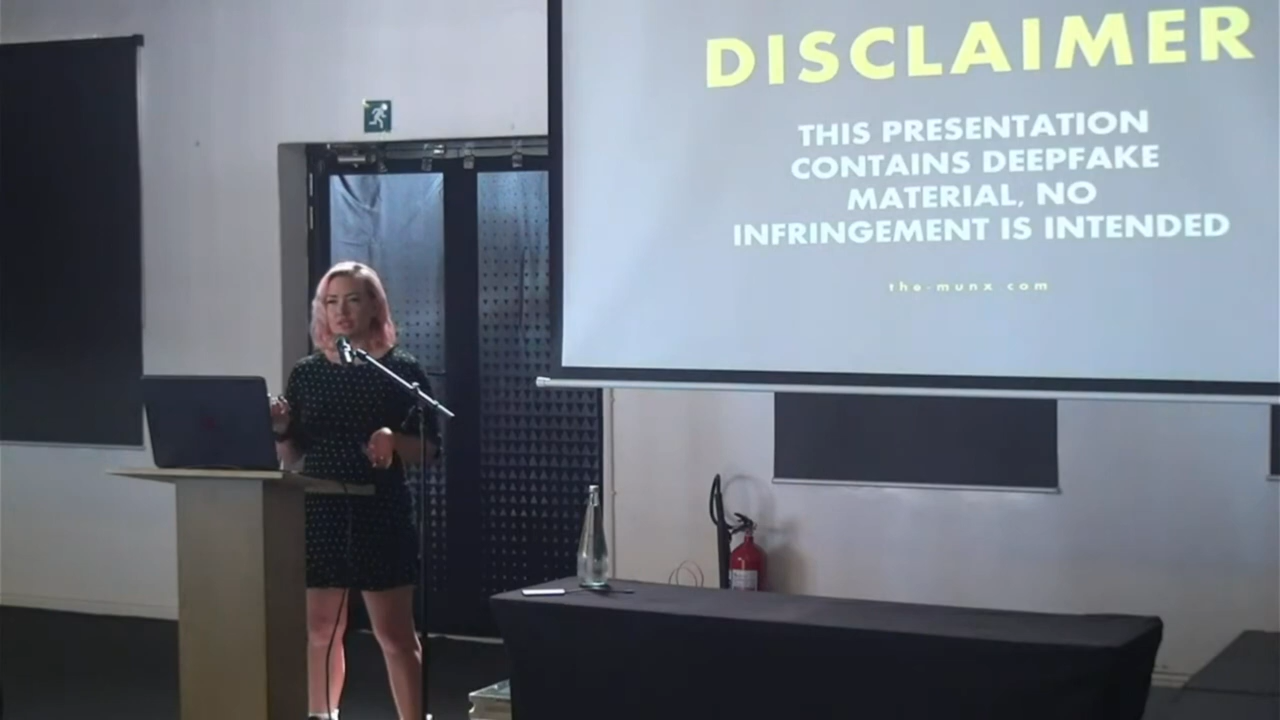 DISCLAIMER
THIS PRESENTATION
CONTAINS DEEPFAKE
MATERIAL, NO
INFRINGEMENT IS INTENDED
the-munx.com